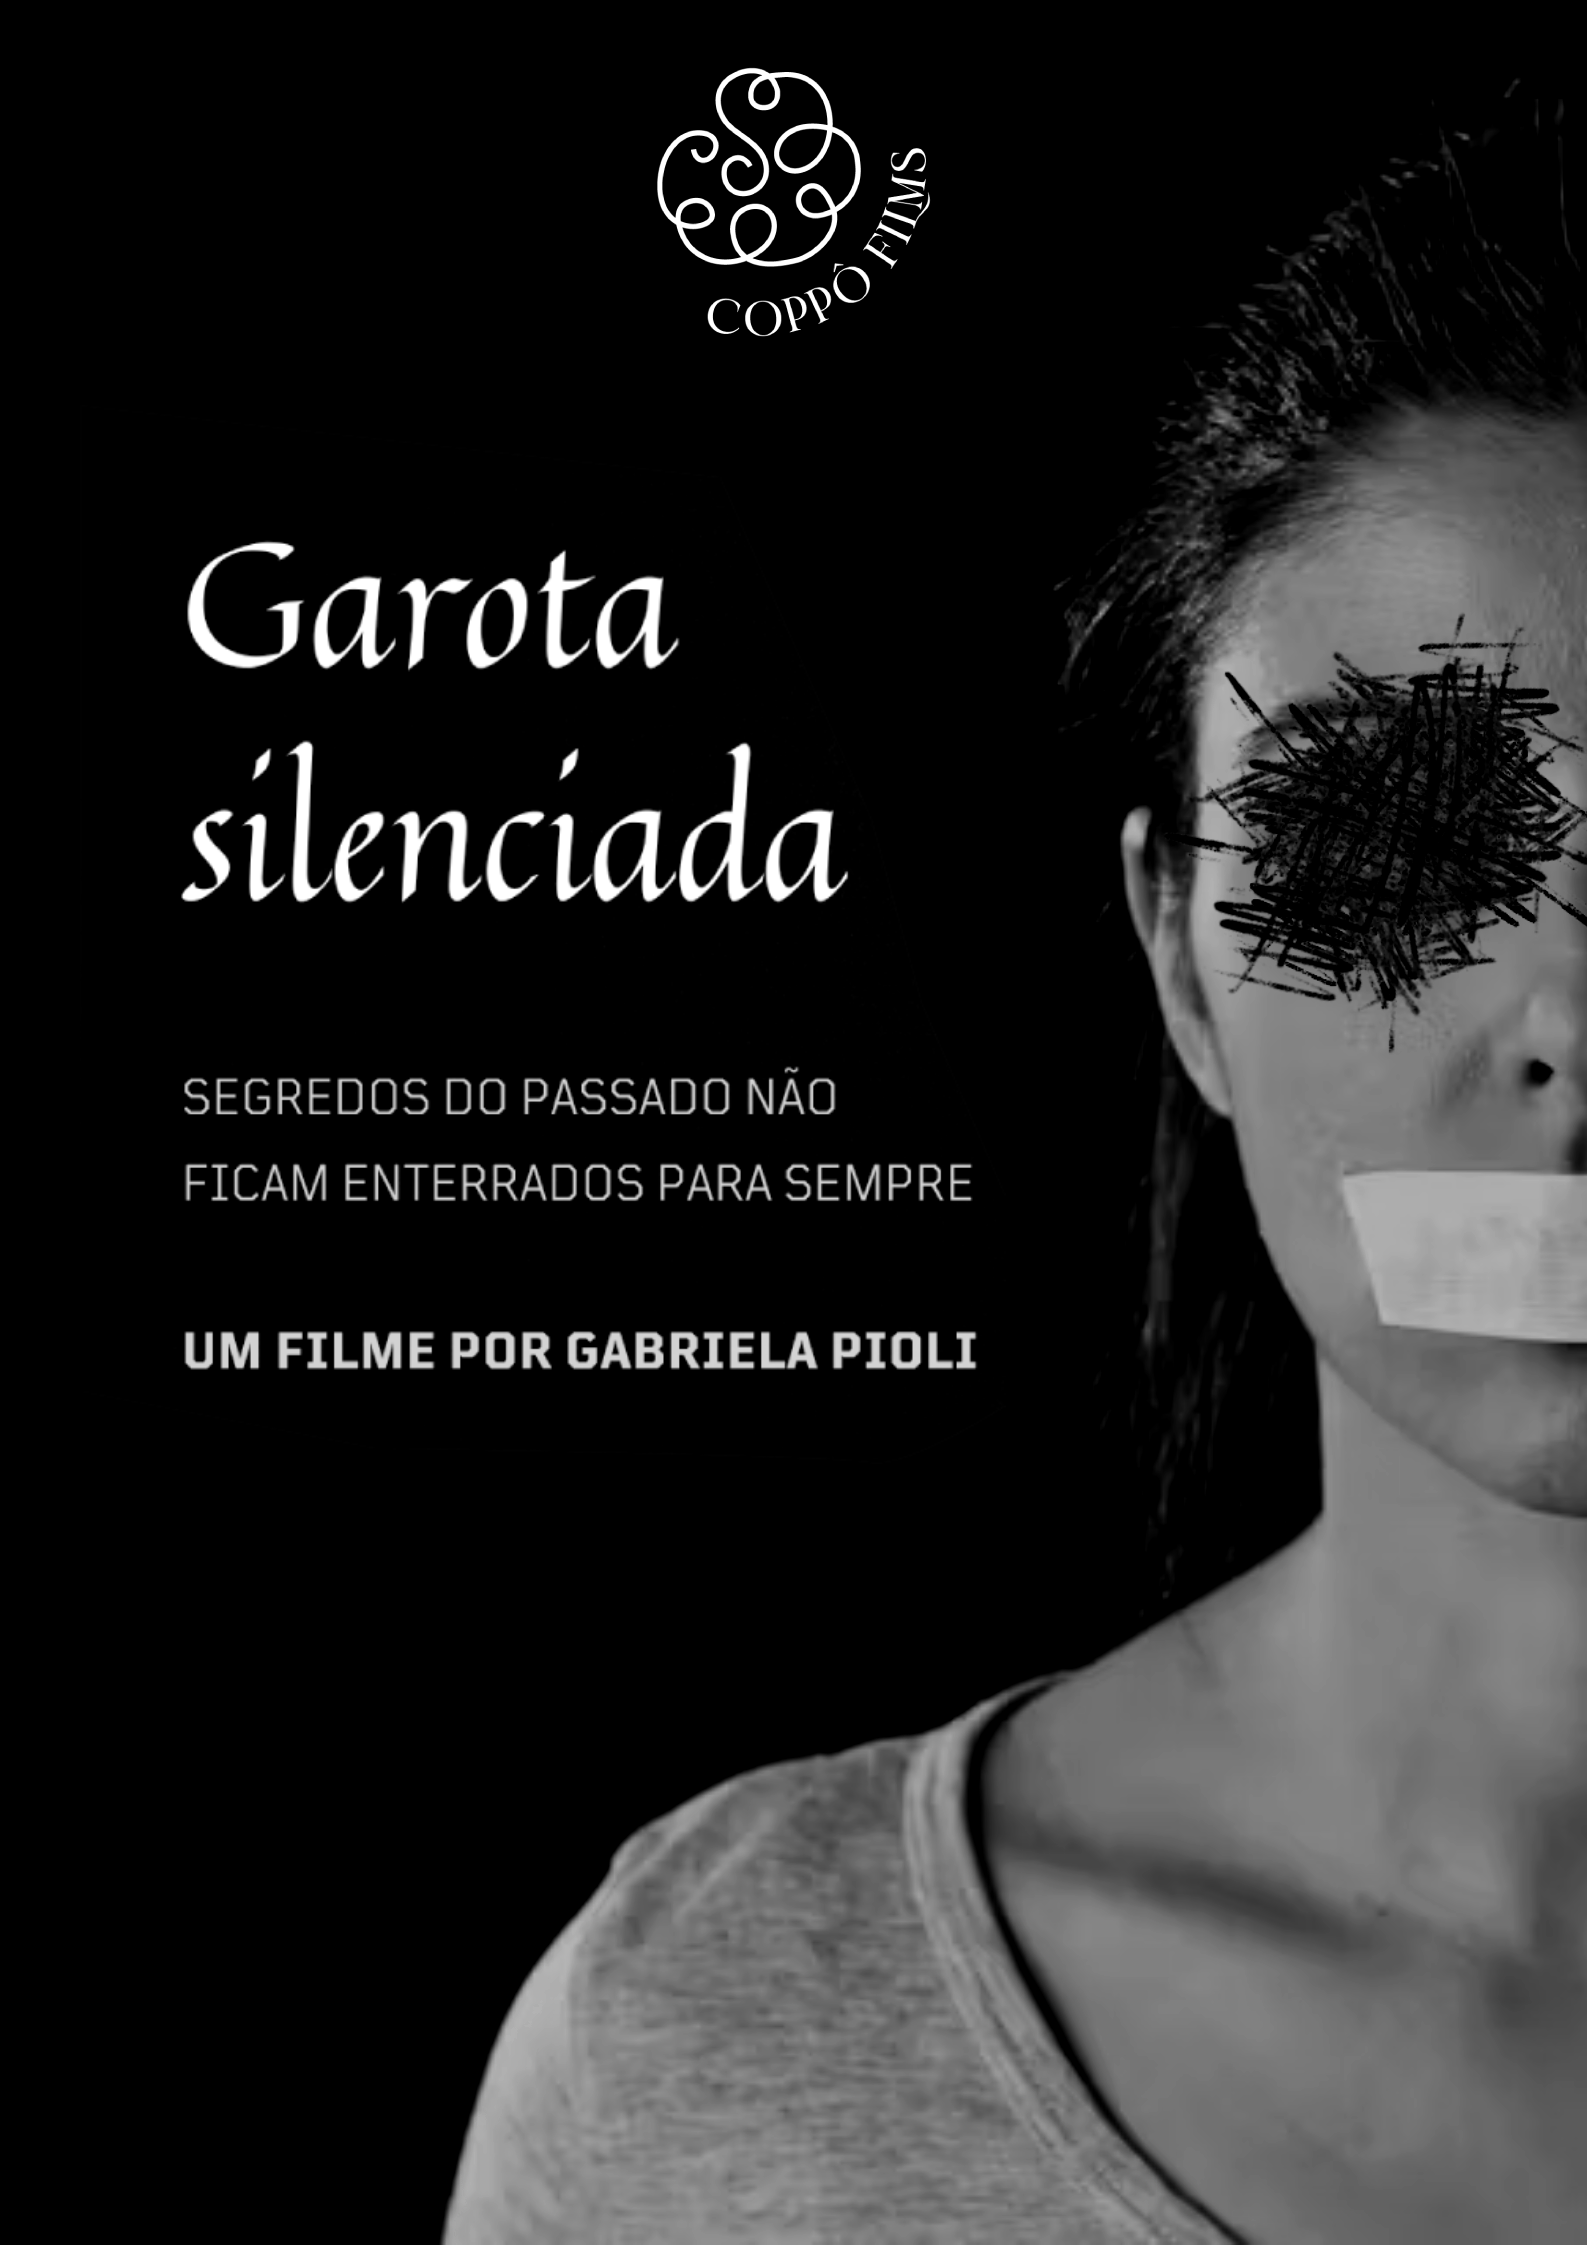 COPPÔ FILMS
Garota
silenciada
SEGREDOS DO PASSADO NÃO
FICAM ENTERRADOS PARA SEMPRE
UM FILME POR GABRIELA PIOLI